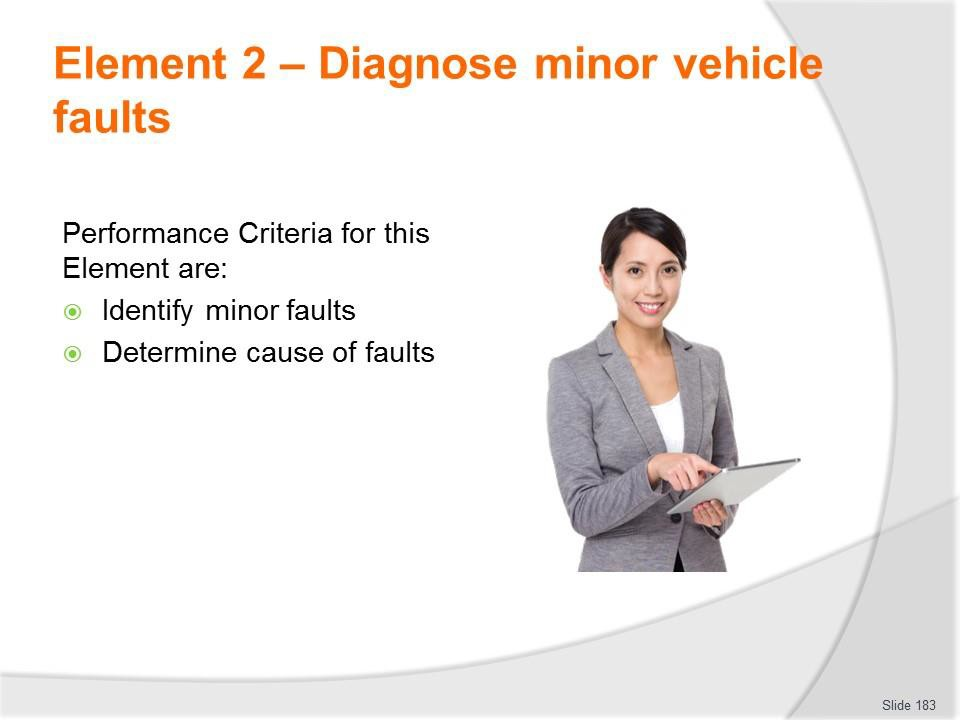 Element 2 – Diagnose minor vehicle
faults
Performance Criteria for this
Element are:
Identify minor faults
Determine cause of faults
Slide 183